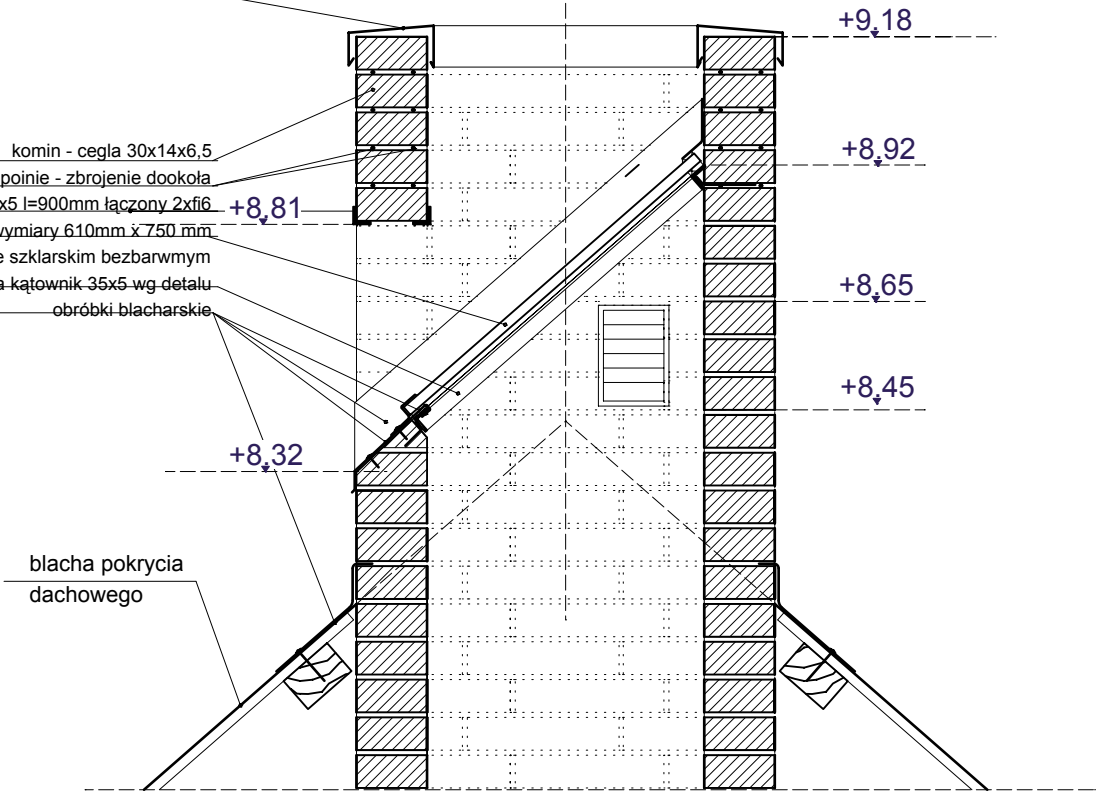 +9.18
komin - cegla 30x14x6,5
poinie - zbrojenie dookoła
+8.92
x5 l=900mm łączony 2xfi6
+8.81
wymiary 610mm x 750 mm
e szklarskim bezbarwmym
a kątownik 35x5 wg detalu
+8.65
obróbki blacharskie
+8.45
+8.32
blacha pokrycia
dachowego